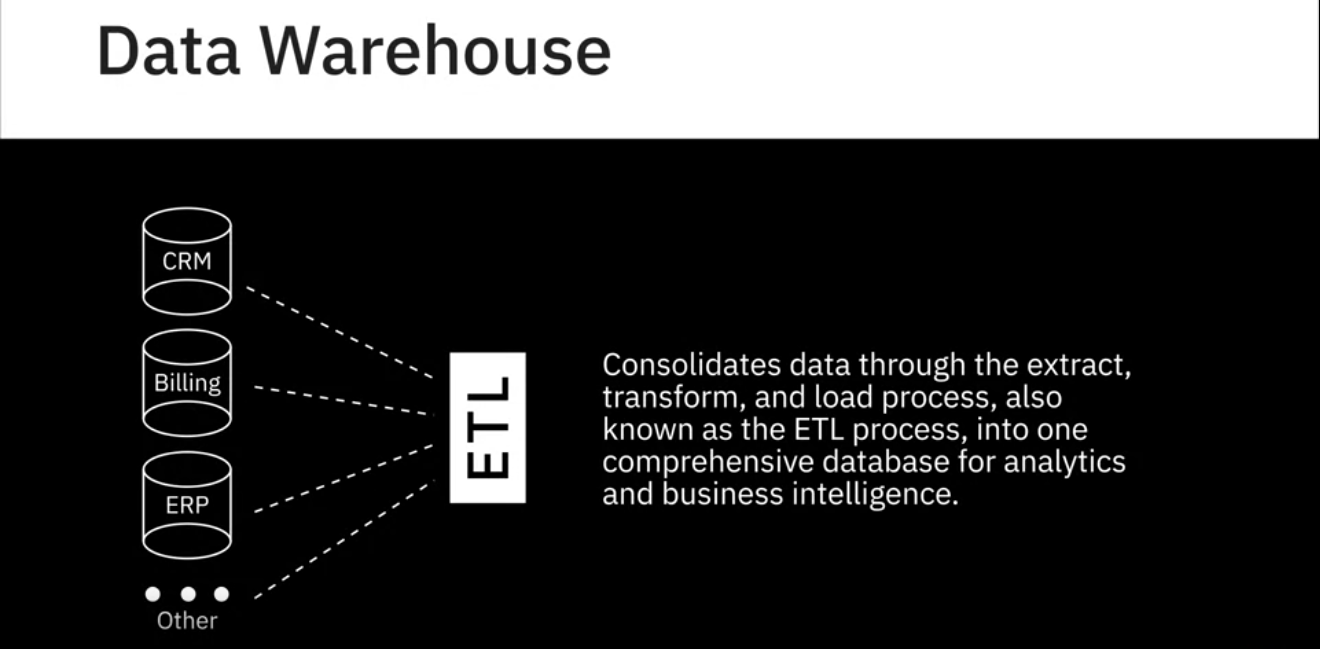 Data Warehouse
CRM
Billing
ERP
Other
ETL
Consolidates data through the extract,
transform, and load process, also
known as the ETL process, into one
comprehensive database for analytics
and business intelligence.